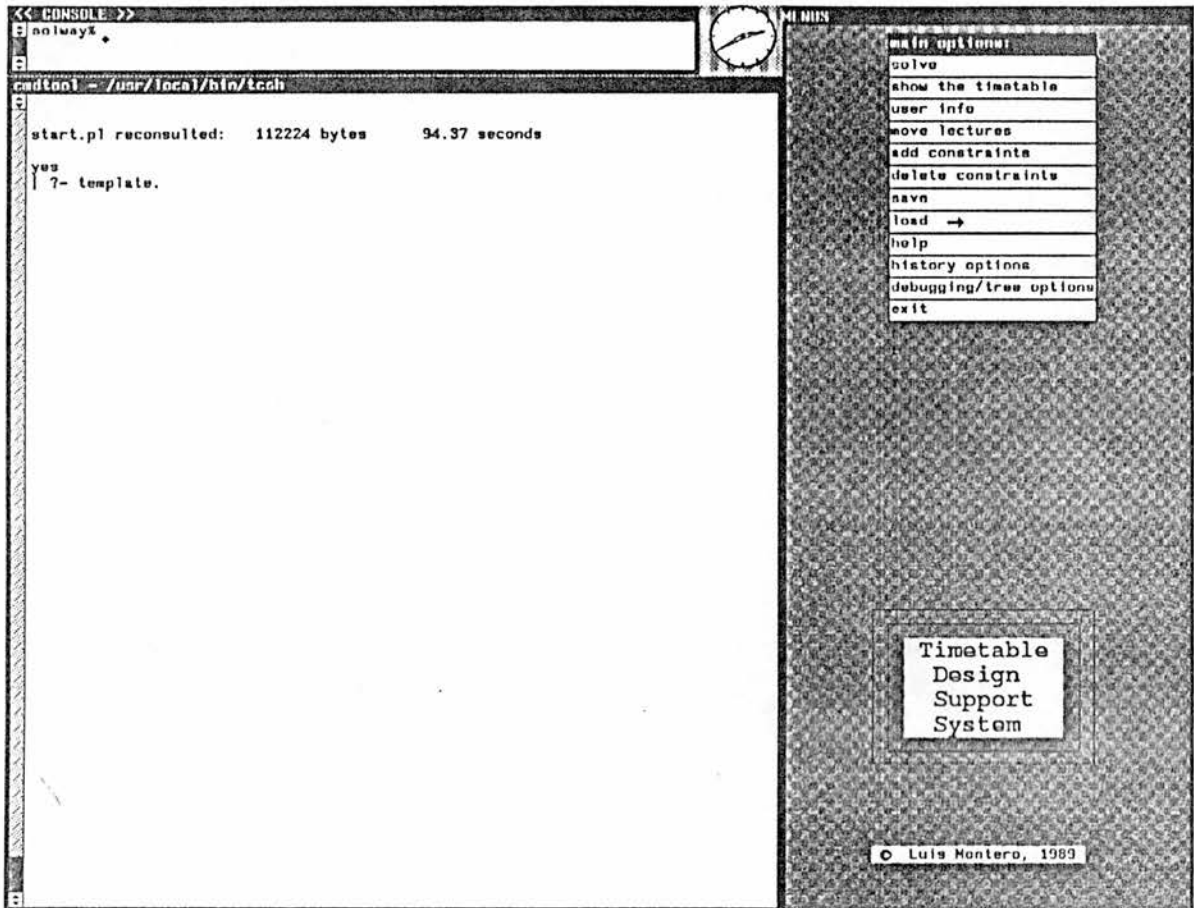 << CONSOLE >>
solway%
cmdtool - /usr/local/bin/tcsh
start.pl reconsulted: 112224 bytes 94.37 seconds
yes
| ?- template.
MENUS
main options:
solve
show the timetable
user info
move lectures
add constraints
delete constraints
save
load →
help
history options
debugging/tree options
exit
Timetable
Design
Support
System
© Luis Montero, 1989